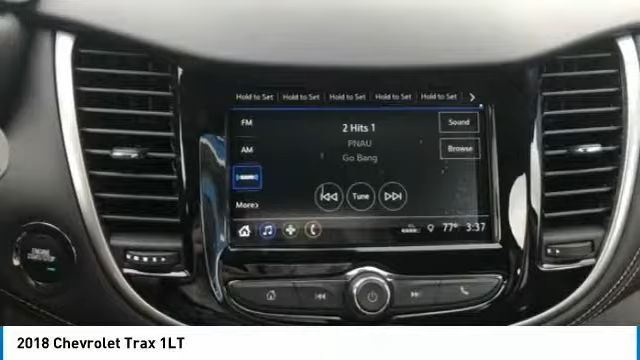 Hold to Set Hold to Set Hold to Set Hold to Set Hold to Set
FM
2 Hits 1
Sound
PNAU
AM
Go Bang
Browse
Tune
More
77° 3:37
2018 Chevrolet Trax 1LT